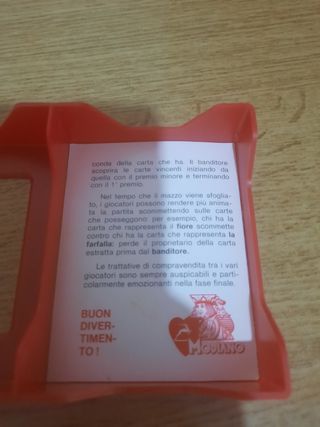 conda della carta che ha. Il banditore
scoprirà le carte vincenti iniziando da
quella con il premio minore e terminando
con il 1° premio.
Nel tempo che il mazzo viene sfoglia-
to, i giocatori possono rendere più anima-
ta la partita scommettendo sulle carte
che posseggono per esempio, chi ha la
carta che rappresenta il fiore scommette
contro chi ha la carta che rappresenta la
farfalla: perde il proprietario della carta
estratta prima dal banditore.
Le trattative di compravendita tra i vari
giocatori sono sempre auspicabili e parti-
colarmente emozionanti nella fase finale.
BUON
DIVER-
TIMEN-
TO !
MODIANO